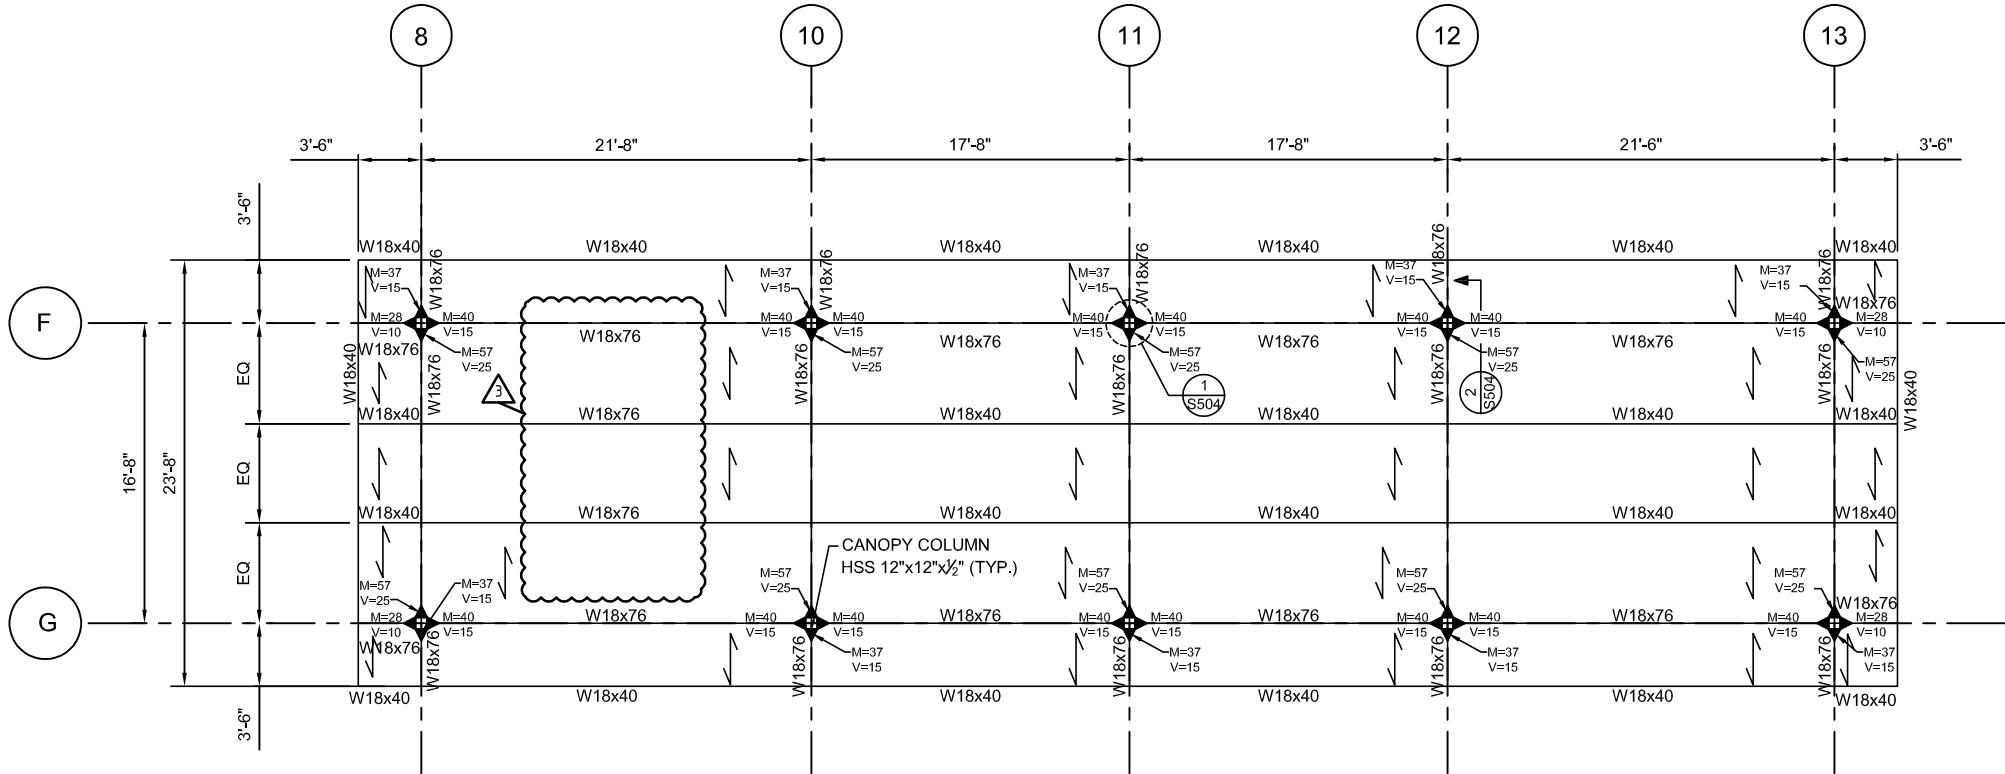 8
10
11
12
13
3'-6"
21'-8"
17'-8"
17'-8"
21'-6"
3'-6"
3'-6"
W18x40
W18x40
W18x40
W18x40
W18x40
W18x40
W18x76
W18x76
W18x76
W18x76
W18x76
M=37
V=15
M=37
V=15
M=37
V=15
M=37
V=15
M=37
V=15
F
M=28
V=10
M=40
V=15
M=40
V=15
M=40
V=15
M=40
V=15
M=40
V=15
M=40
V=15
M=40
V=15
M=40
V=15
W18x76
M=28
V=10
W18x76
W18x76
W18x76
W18x76
W18x76
W18x76
M=57
V=25
M=57
V=25
M=57
V=25
M=57
V=25
M=57
V=25
EQ
W18x40
W18x76
W18x76
W18x76
W18x76
W18x76
W18x40
3
1
S504
2
S504
W18x40
W18x76
W18x40
W18x40
W18x40
W18x40
16'-8"
23'-8"
EQ
W18x40
W18x76
W18x40
W18x40
W18x40
W18x40
CANOPY COLUMN
HSS 12"x12"x½" (TYP.)
EQ
M=57
V=25
M=37
V=15
M=57
V=25
M=57
V=25
M=57
V=25
M=57
V=25
G
M=28
V=10
M=40
V=15
W18x76
M=40
V=15
M=40
V=15
W18x76
M=40
V=15
M=40
V=15
W18x76
M=40
V=15
M=40
V=15
W18x76
M=40
V=15
W18x76
M=28
V=10
W18x76
W18x76
W18x76
W18x76
W18x76
W18x76
M=37
V=15
M=37
V=15
M=37
V=15
M=37
V=15
W18x40
W18x40
W18x40
W18x40
W18x40
W18x40
3'-6"